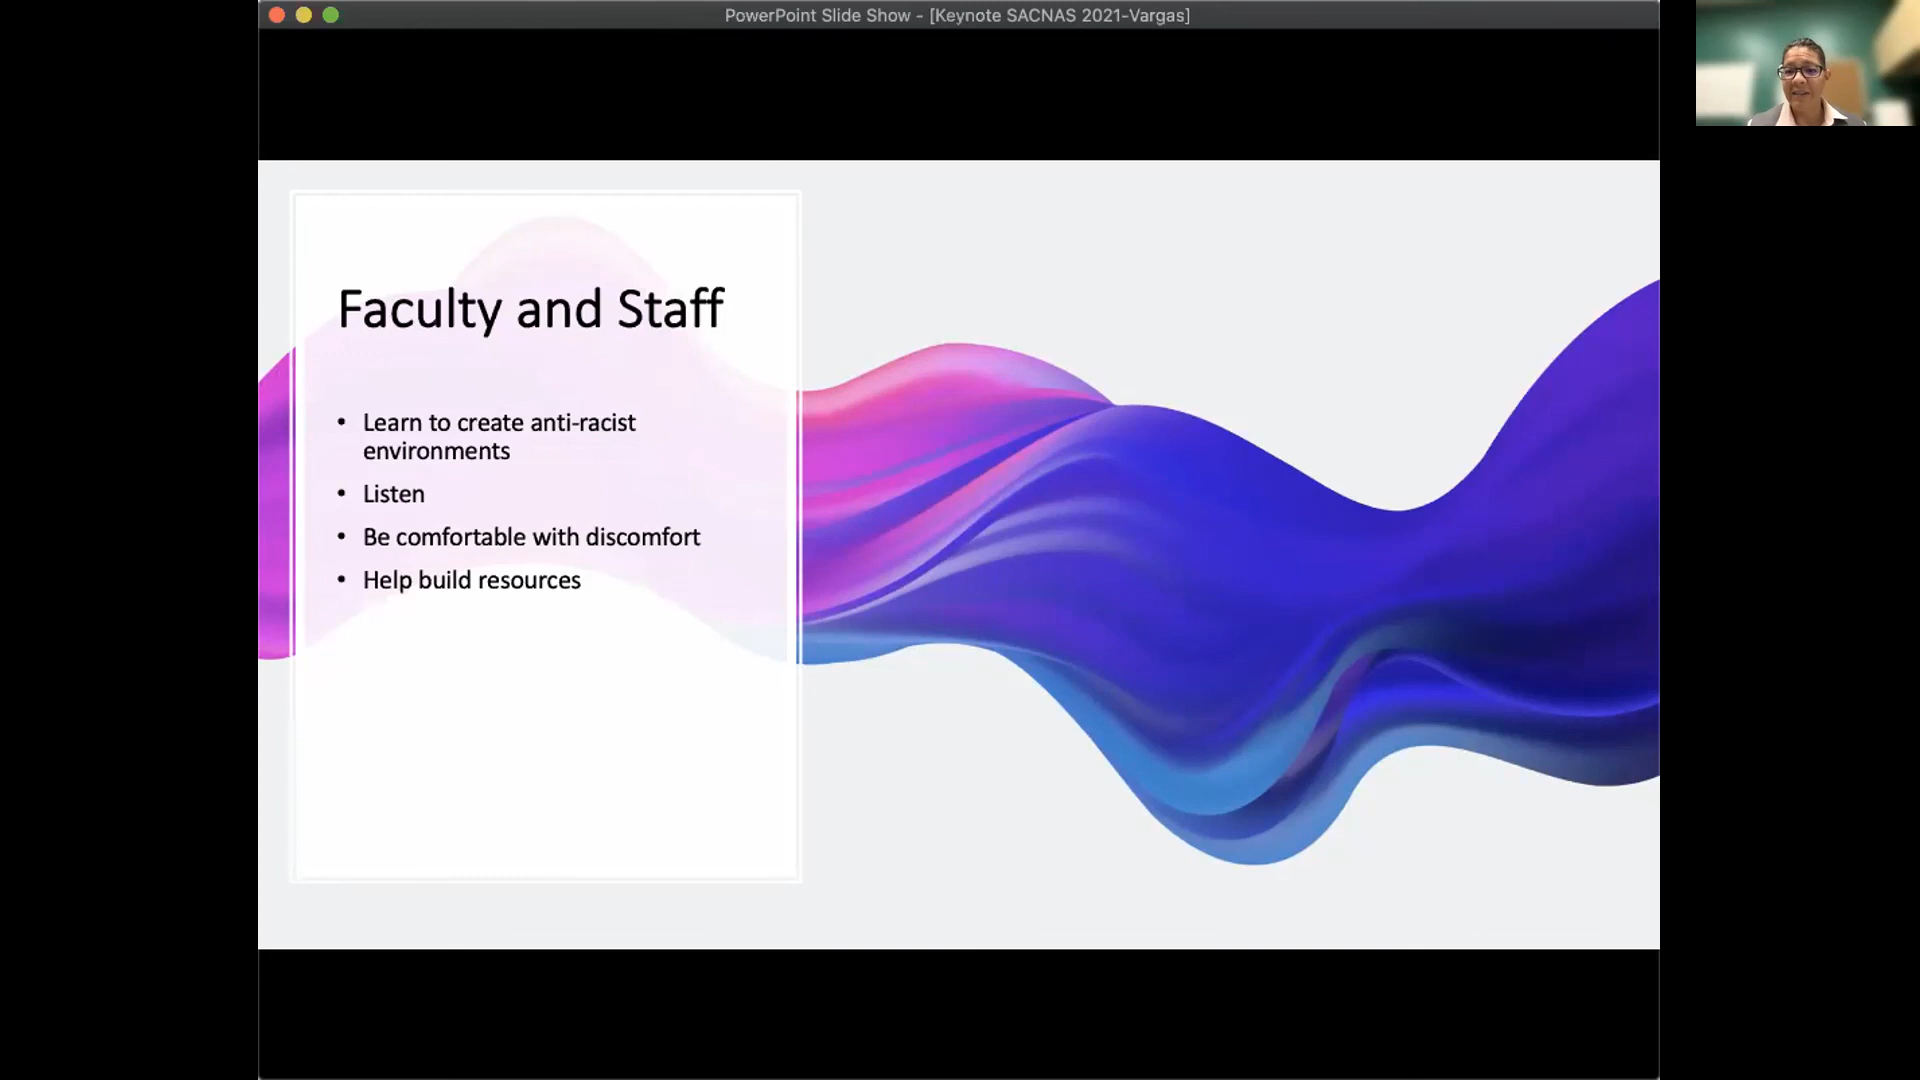 PowerPoint Slide Show - [Keynote SACNAS 2021-Vargas]
Faculty and Staff
• Learn to create anti-racist
environments
• Listen
• Be comfortable with discomfort
• Help build resources